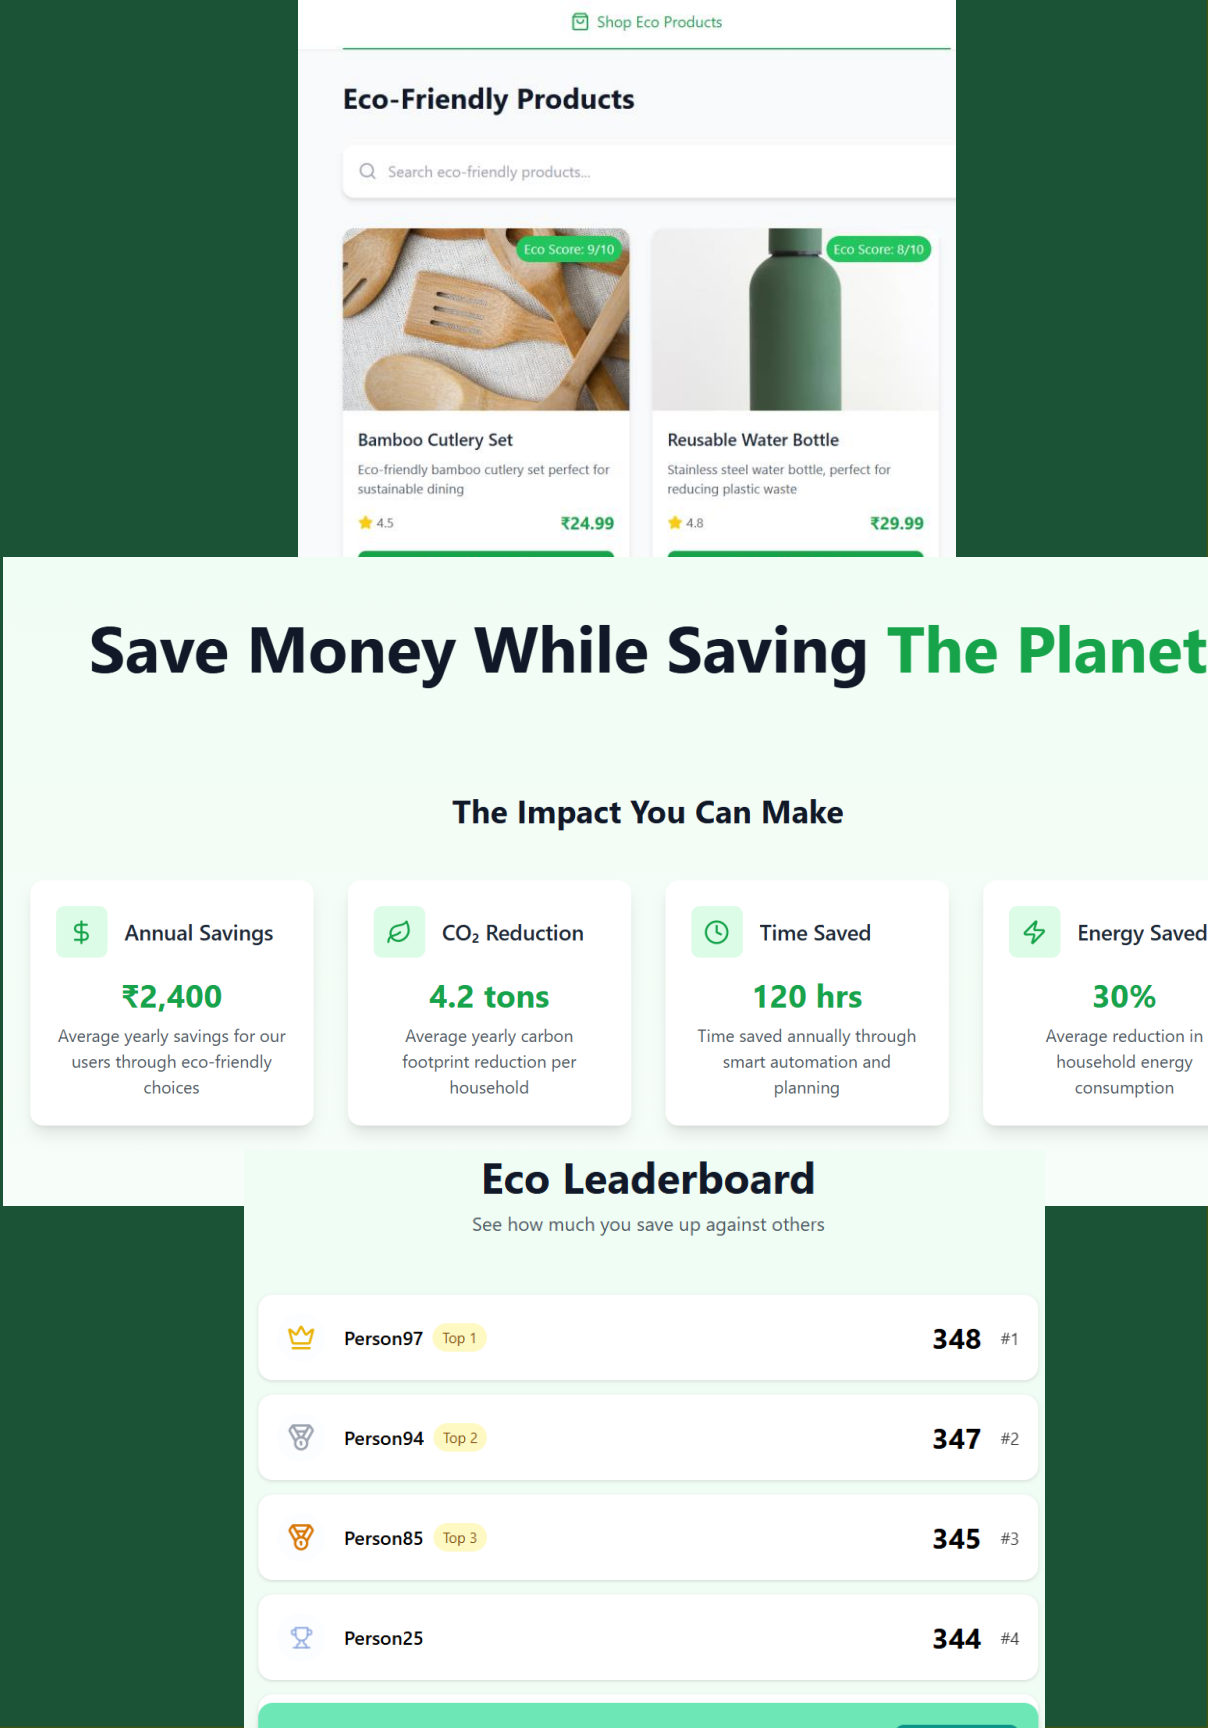 Shop Eco Products
Eco-Friendly Products
Search eco-friendly products...
Eco Score: 9/10
Eco Score: 8/10
Bamboo Cutlery Set
Eco-friendly bamboo cutlery set perfect for
sustainable dining
4.5
₹24.99
Reusable Water Bottle
Stainless steel water bottle, perfect for
reducing plastic waste
4.8
₹29.99
Save Money While Saving The Planet
The Impact You Can Make
Annual Savings
₹2,400
Average yearly savings for our
users through eco-friendly
choices
CO₂ Reduction
4.2 tons
Average yearly carbon
footprint reduction per
household
Time Saved
120 hrs
Time saved annually through
smart automation and
planning
Energy Saved
30%
Average reduction in
household energy
consumption
Eco Leaderboard
See how much you save up against others
Person97 Top 1 348 #1
Person94 Top 2 347 #2
Person85 Top 3 345 #3
Person25 344 #4